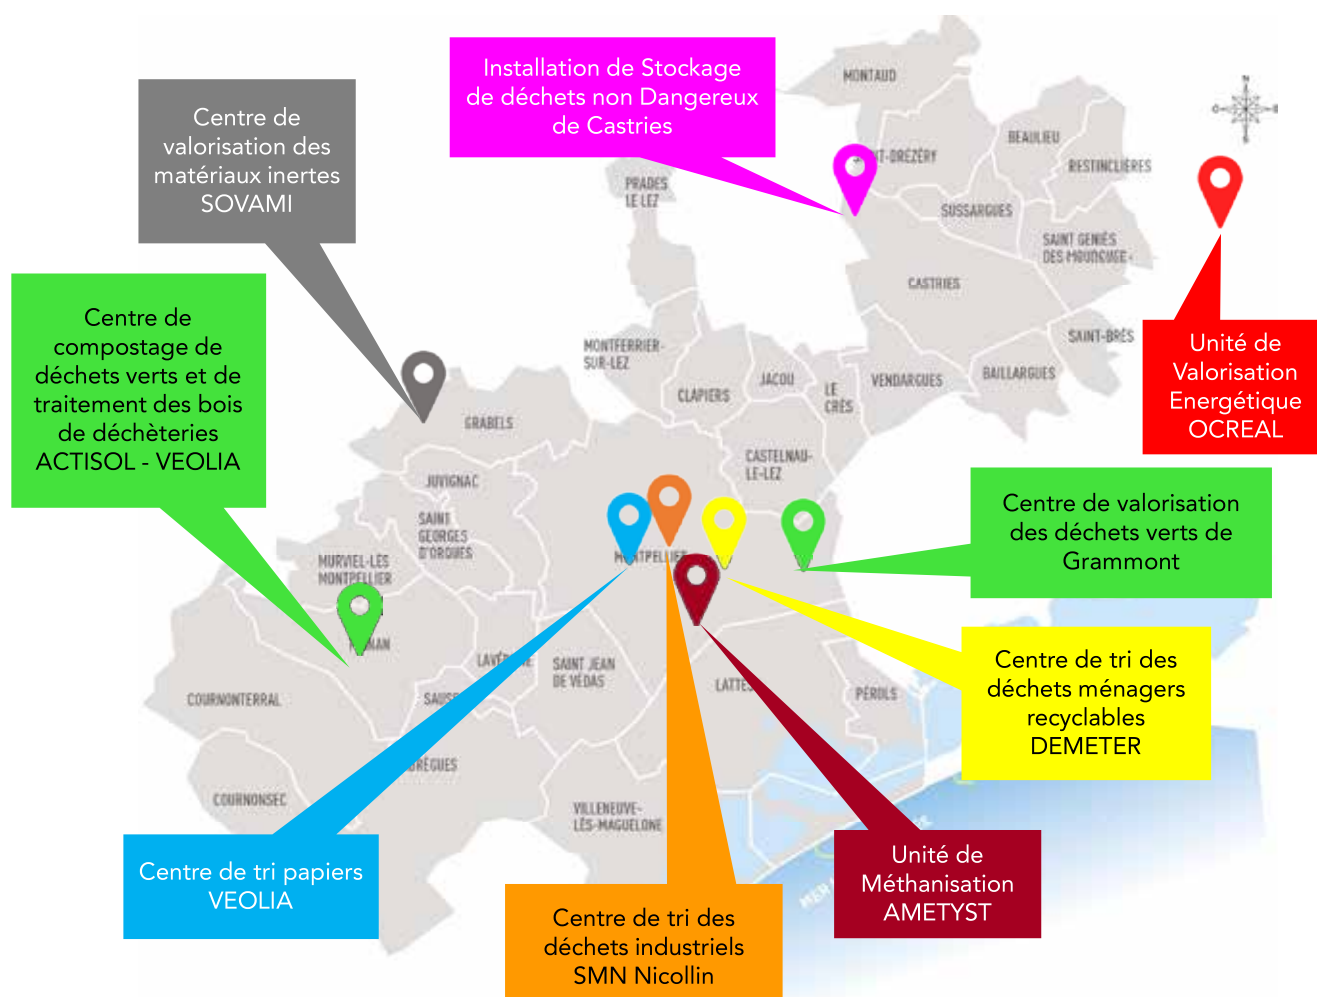 Installation de Stockage
de déchets non Dangereux
de Castries
MONTAUD
N
Centre de
valorisation des
matériaux inertes
SOVAMI
BEAULIEU
RESTINCLIÈRES
PRADES
LE LEZ
SUSSARGUES
SAINT GENIÈS
CASTRIES
Centre de
compostage de
déchets verts et de
traitement des bois
de déchèteries
ACTISOL - VEOLIA
SAINT-BRÈS
Unité de
Valorisation
Energétique
OCREAL
MONTFERRIER-
SUR-LEZ
CLAPIERS
JACOU
LE
CRÈS
VENDARGUES
BAILLARGUES
GRABELS
CASTELNAU-
LE-LEZ
JUVIGNAC
SAINT
GEORGES
D'ORQUES
Centre de valorisation
des déchets verts de
Grammont
MURVIEL-LÈS
MONTPELLIER
MONTPELLIER
SAINT JEAN
DE VÉDAS
LATTES
PÉROLS
COURNONTERRAL
Centre de tri des
déchets ménagers
recyclables
DEMETER
COURNONSEC
VILLENEUVE-
LÈS-MAGUELONE
Centre de tri papiers
VEOLIA
Unité de
Méthanisation
AMETYST
MER
Centre de tri des
déchets industriels
SMN Nicollin